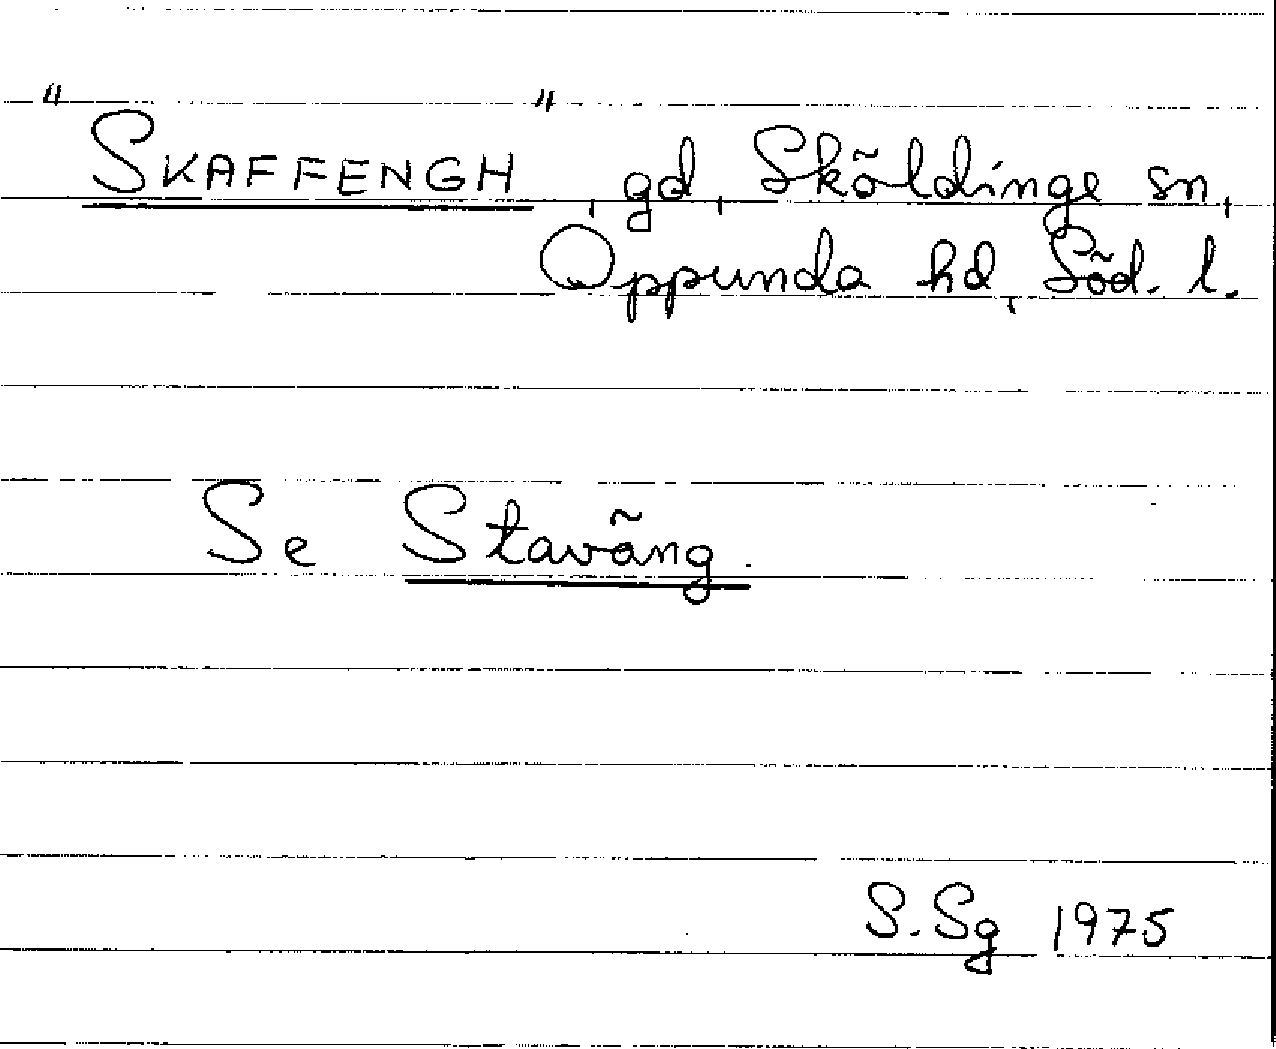 "SKAFFENGH", gd, Sköldinge sn,
Oppunda hd, Söd. l.
Se Staväng.
S. Sg 1975